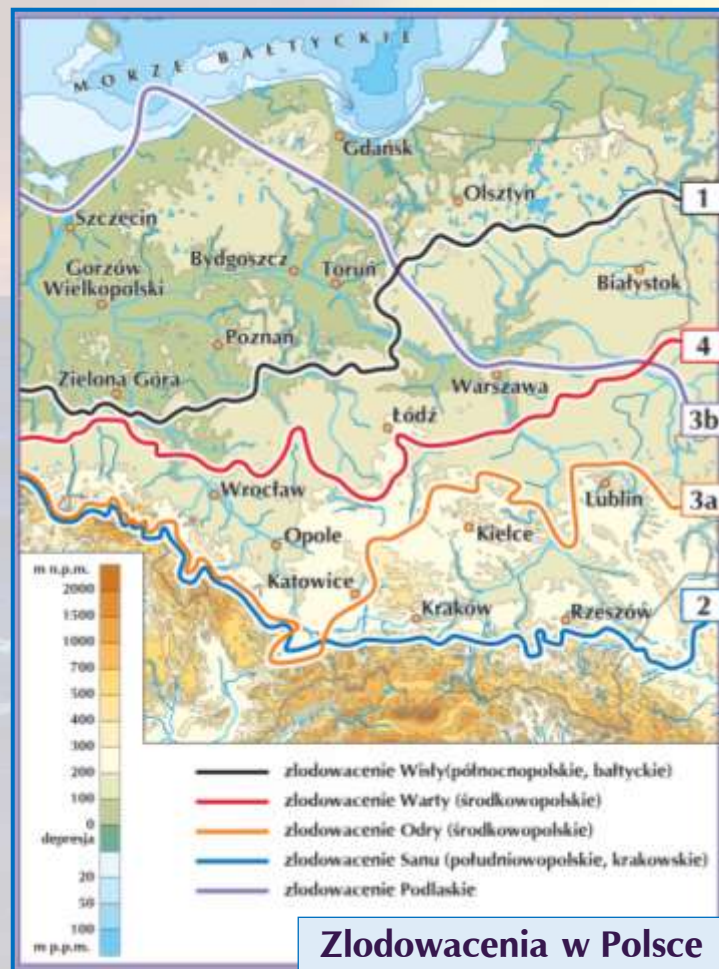 MORZE BAŁTYCKIE
Gdańsk
Olsztyn
1
Szczecin
Bydgoszcz
Toruń
Białystok
Gorzów
Wielkopolski
Poznań
4
Zielona Góra
Warszawa
Łódź
3b
Wrocław
Lublin
3a
Opole
Kielce
Katowice
Kraków
Rzeszów
2
m n.p.m.
2000
1500
1000
700
500
400
300
200
100
0
depresja
20
50
100
m p.p.m.
zlodowacenie Wisły(północnopolskie, bałtyckie)
zlodowacenie Warty (środkowopolskie)
zlodowacenie Odry (środkowopolskie)
zlodowacenie Sanu (południowopolskie, krakowskie)
zlodowacenie Podlaskie
Zlodowacenia w Polsce